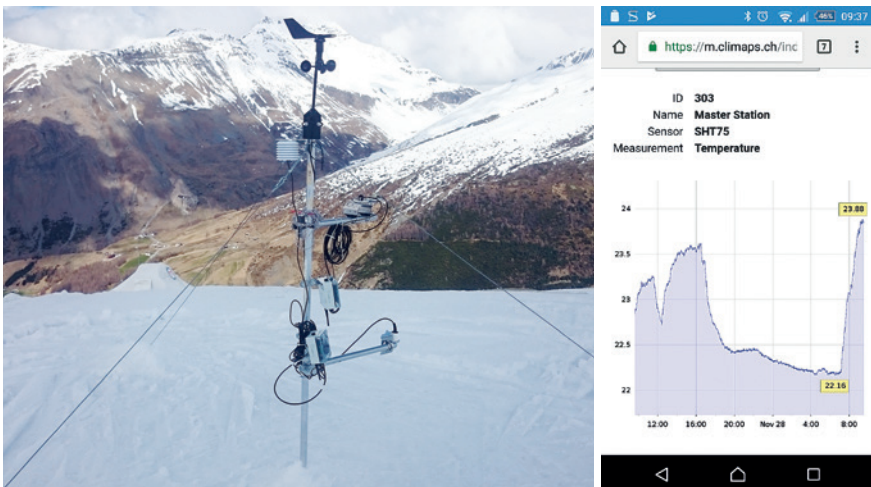 46% 09:37
https://m.climaps.ch/inc 7
ID 303
Name Master Station
Sensor SHT75
Measurement Temperature
24
23.88
23.5
23
22.5
22
22.16
12:00 16:00 20:00 Nov 28 4:00 8:00